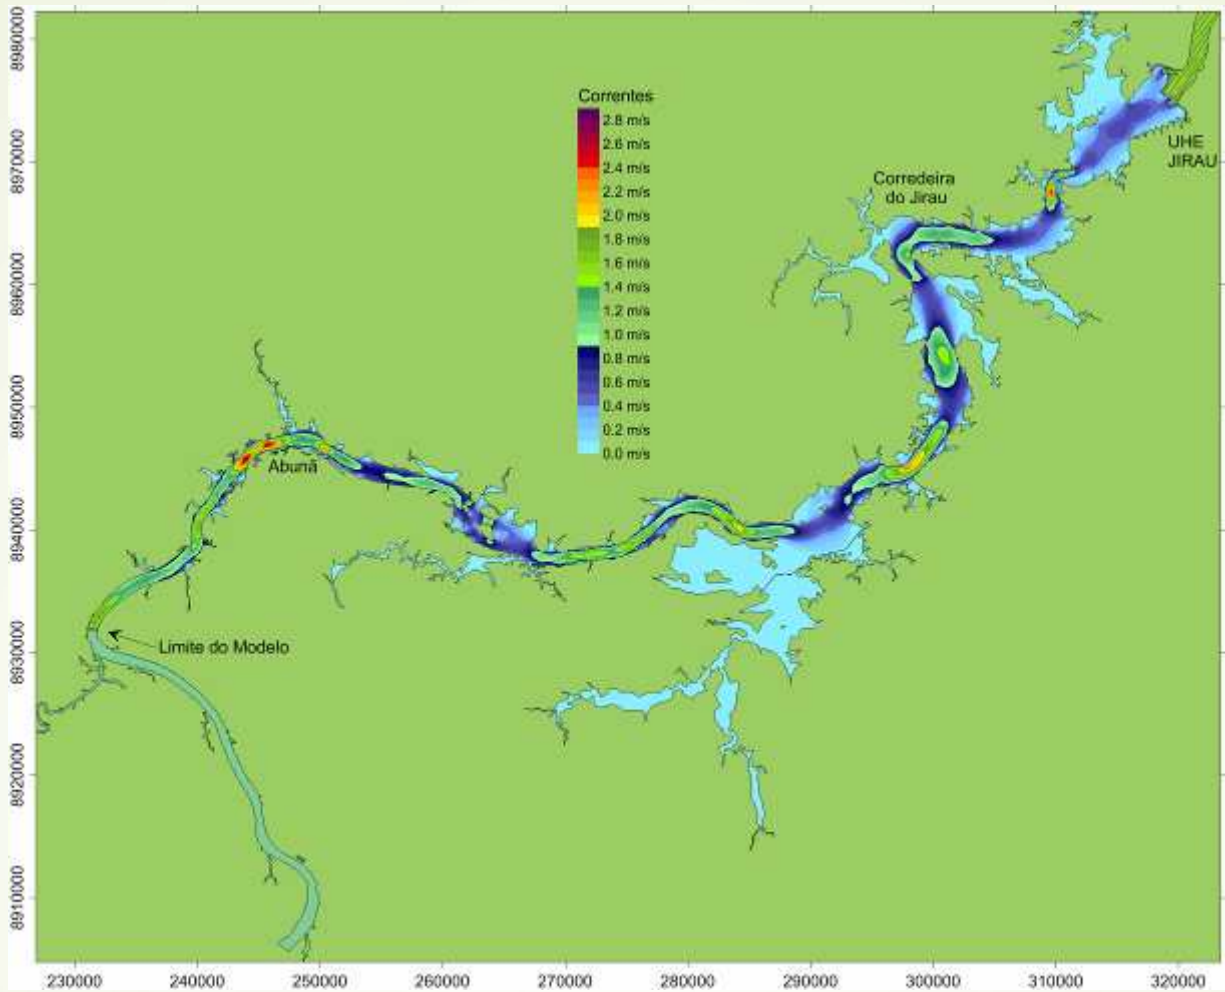 Correntes
2.8 m/s
2.6 m/s
2.4 m/s
2.2 m/s
2.0 m/s
1.8 m/s
1.6 m/s
1.4 m/s
1.2 m/s
1.0 m/s
0.8 m/s
0.6 m/s
0.4 m/s
0.2 m/s
0.0 m/s
UHE
JIRAU
Corredeira
do Jirau
Abunã
Limite do Modelo
8980000
8970000
8960000
8950000
8940000
8930000
8920000
8910000
230000 240000 250000 260000 270000 280000 290000 300000 310000 320000